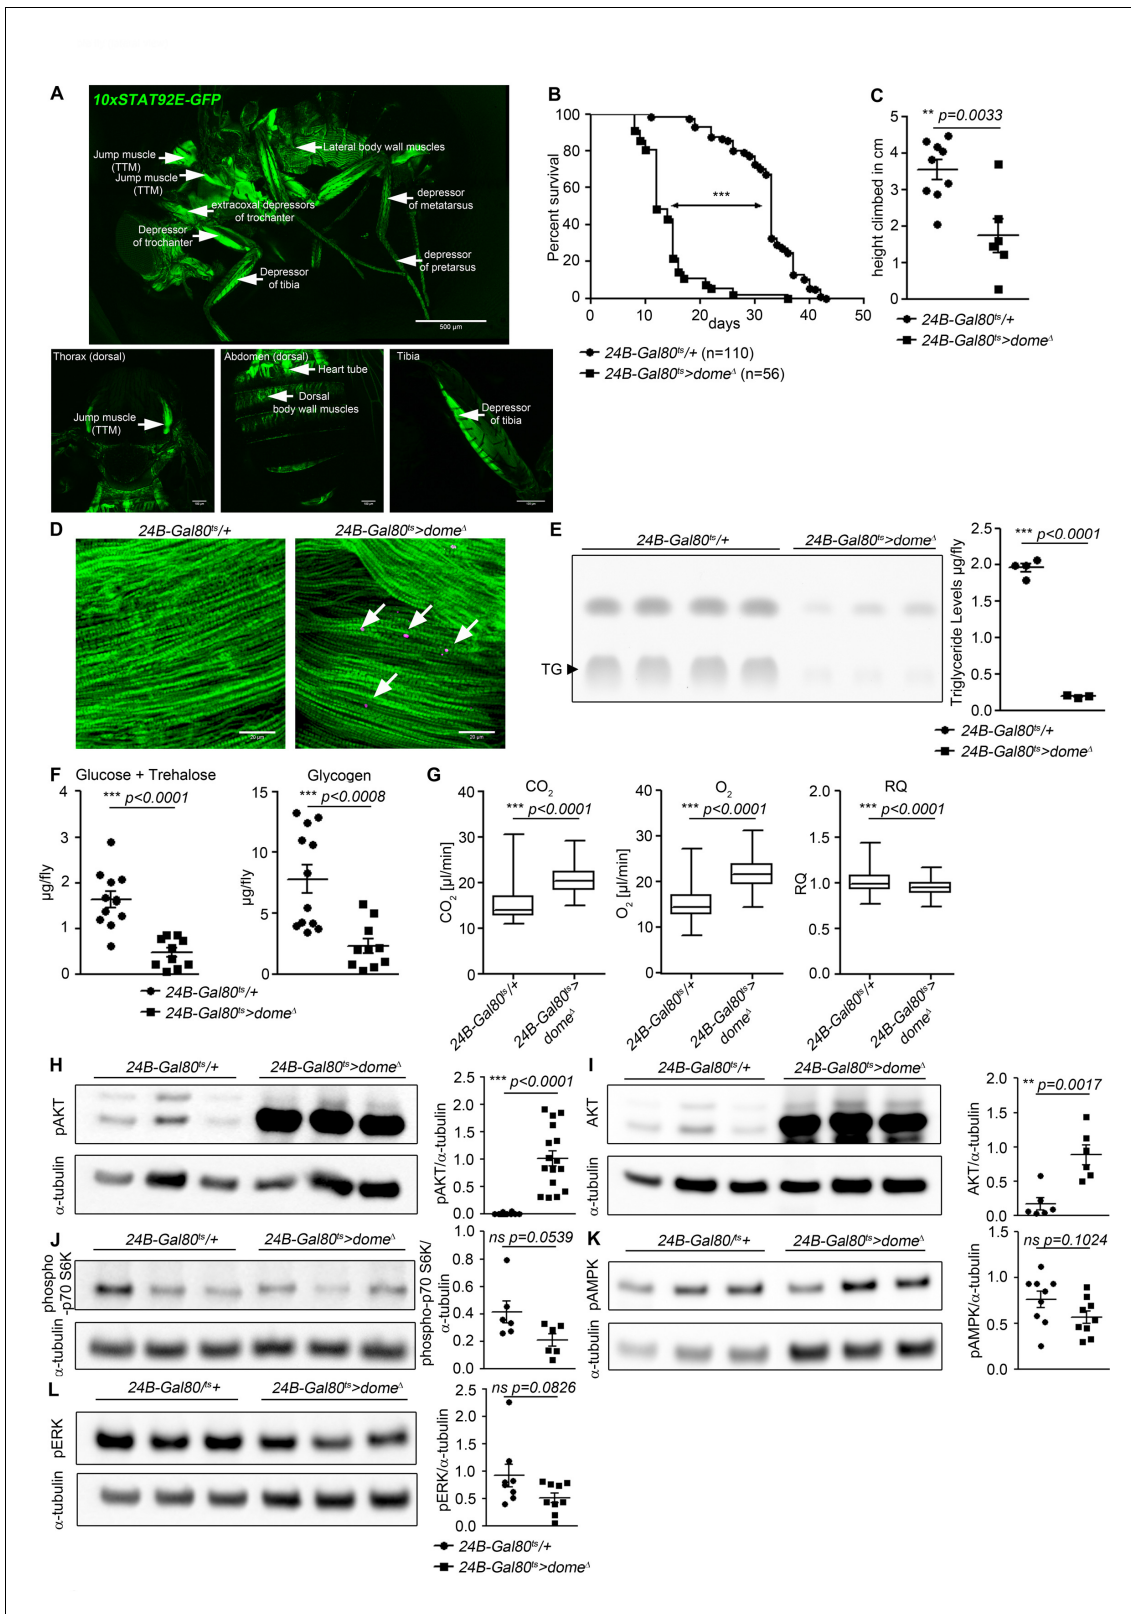 A
10xSTAT92E-GFP
Jump muscle
(TTM)
Jump muscle
(TTM)
Lateral body wall muscles
extracoxal depressors
of trochanter
depressor
of metatarsus
Depressor
of trochanter
Depressor
of tibia
depressor
of pretarsus
500 µm
Thorax (dorsal)
Jump muscle
(TTM)
Abdomen (dorsal)
Heart tube
Dorsal
body wall muscles
Tibia
Depressor
of tibia
B
Percent survival
100
80
60
40
20
0
***
0 10 20 30 40 50
days
24B-Gal80ts/+ (n=110)
24B-Gal80ts>domeΔ (n=56)
C
** p=0.0033
height climbed in cm
5
4
3
2
1
0
24B-Gal80ts/+
24B-Gal80ts>domeΔ
D
24B-Gal80ts/+
24B-Gal80ts>domeΔ
20 µm
20 µm
E
24B-Gal80ts/+
24B-Gal80ts>domeΔ
TG
Triglyceride Levels µg/fly
2.5
2.0
1.5
1.0
0.5
0
*** p<0.0001
24B-Gal80ts/+
24B-Gal80ts>domeΔ
F
Glucose + Trehalose
*** p<0.0001
µg/fly
4
3
2
1
0
Glycogen
*** p<0.0008
µg/fly
15
10
5
0
24B-Gal80ts/+
24B-Gal80ts>domeΔ
G
CO2
*** p<0.0001
CO2 [µl/min]
40
30
20
10
0
24B-Gal80ts/+
24B-Gal80ts>
domeΔ
O2
*** p<0.0001
O2 [µl/min]
40
30
20
10
0
24B-Gal80ts/+
24B-Gal80ts>
domeΔ
RQ
*** p<0.0001
RQ
1.5
1.0
0.5
0.0
24B-Gal80ts/+
24B-Gal80ts>
domeΔ
H
24B-Gal80ts/+
24B-Gal80ts>domeΔ
pAKT
α-tubulin
*** p<0.0001
pAKT/α-tubulin
2.5
2.0
1.5
1.0
0.5
0.0
I
24B-Gal80ts/+
24B-Gal80ts>domeΔ
AKT
α-tubulin
** p=0.0017
AKT/α-tubulin
2.0
1.5
1.0
0.5
0.0
J
24B-Gal80ts/+
24B-Gal80ts>domeΔ
phospho
-p70 S6K
α-tubulin
ns p=0.0539
phospho-p70 S6K/
α-tubulin
1.0
0.8
0.6
0.4
0.2
0.0
K
24B-Gal80/ts+
24B-Gal80ts>domeΔ
pAMPK
α-tubulin
ns p=0.1024
pAMPK/α-tubulin
1.5
1.0
0.5
0.0
L
24B-Gal80/ts+
24B-Gal80ts>domeΔ
pERK
α-tubulin
ns p=0.0826
pERK/α-tubulin
2.5
2.0
1.5
1.0
0.5
0.0
24B-Gal80ts/+
24B-Gal80ts>domeΔ